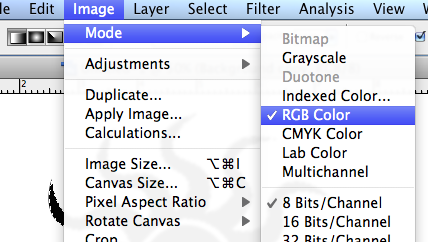 Edit Image Layer Select Filter Analysis View
2
Mode
Adjustments
Duplicate...
Apply Image...
Calculations...
Image Size... ⌥⌘I
Canvas Size... ⌥⌘C
Pixel Aspect Ratio
Rotate Canvas
Crop
Bitmap
Grayscale
Duotone
Indexed Color...
✓ RGB Color
CMYK Color
Lab Color
Multichannel
✓ 8 Bits/Channel
16 Bits/Channel
32 Bits/Channel